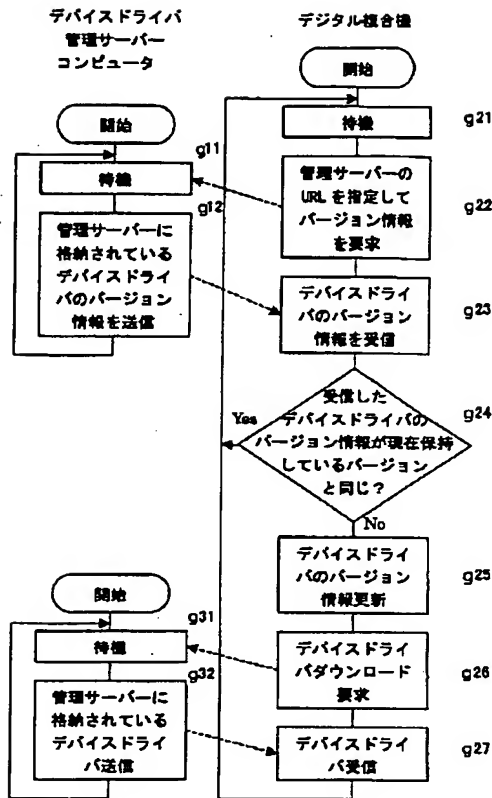 デバイスドライバ
管理サーバー
コンピュータ
デジタル複合機
開始
g21
待機
g22
管理サーバーの
URLを指定して
バージョン情報
を要求
開始
g11
待機
g12
管理サーバーに
格納されている
デバイスドライ
バのバージョン
情報を送信
g23
デバイスドライ
バのバージョン
情報を受信
g24
受信した
デバイスドライバの
バージョン情報が現在保持
しているバージョン
と同じ?
Yes
No
g25
デバイスドライ
バのバージョン
情報更新
開始
g31
待機
g32
管理サーバーに
格納されている
デバイスドライ
バ送信
g26
デバイスドライ
バダウンロード
要求
g27
デバイスドライ
バ受信